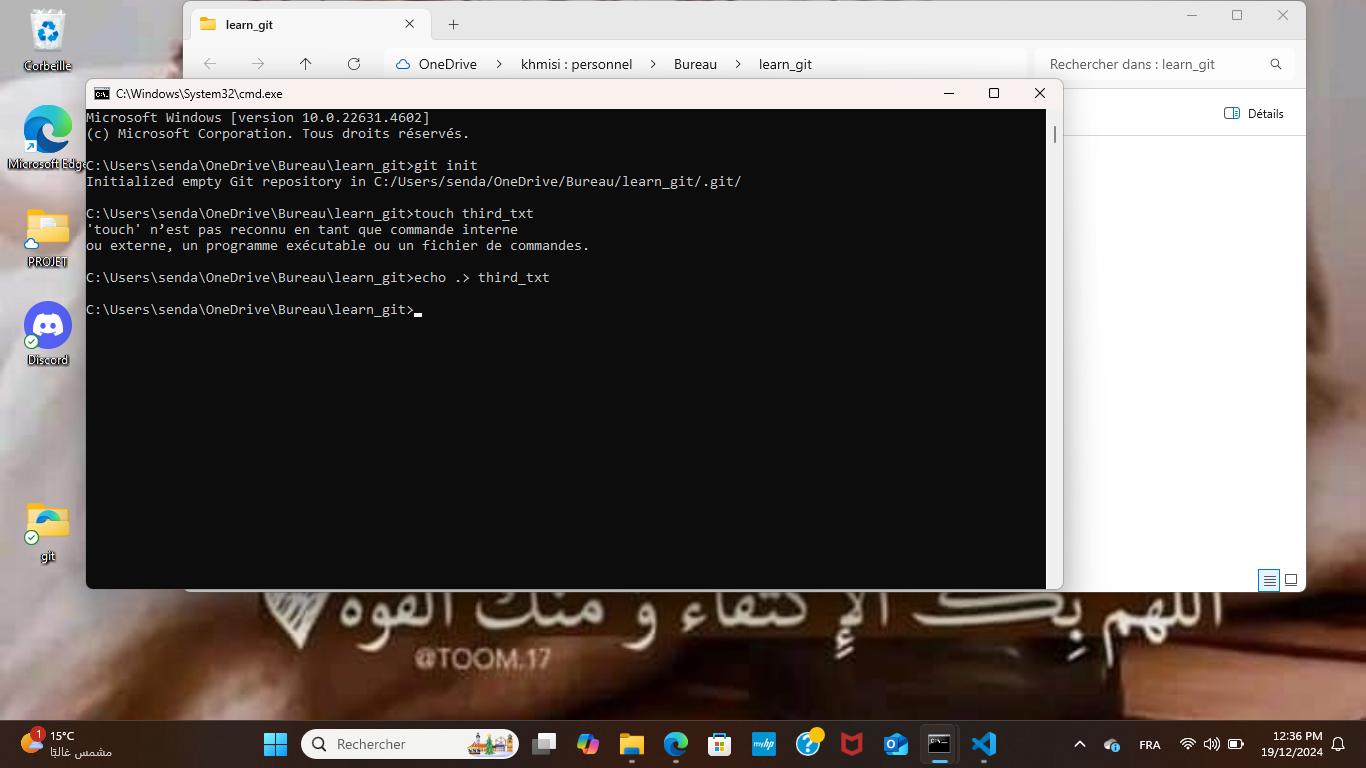 Corbeille
Microsoft Edge
PROJET
Discord
git
learn_git
OneDrive > khmisi : personnel > Bureau > learn_git
Rechercher dans : learn_git
Détails
C:\Windows\System32\cmd.exe
Microsoft Windows [version 10.0.22631.4602]
(c) Microsoft Corporation. Tous droits réservés.
C:\Users\senda\OneDrive\Bureau\learn_git>git init
Initialized empty Git repository in C:/Users/senda/OneDrive/Bureau/learn_git/.git/
C:\Users\senda\OneDrive\Bureau\learn_git>touch third_txt
'touch' n’est pas reconnu en tant que commande interne
ou externe, un programme exécutable ou un fichier de commandes.
C:\Users\senda\OneDrive\Bureau\learn_git>echo .> third_txt
C:\Users\senda\OneDrive\Bureau\learn_git>
اللهم بِك الإكتفاء و منك القوه
@TOOM.17
1
15°C
مشمس غالبًا
Rechercher
myhp
FRA
12:36 PM
19/12/2024